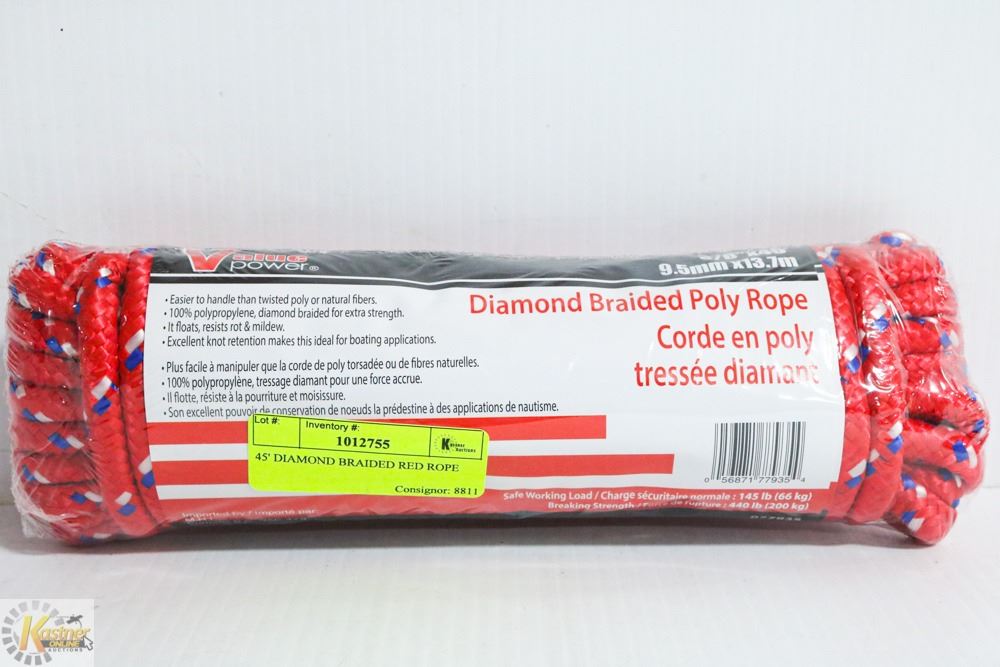 Value
power®
9.5mm x13.7m
• Easier to handle than twisted poly or natural fibers.
• 100% polypropylene, diamond braided for extra strength.
• It floats, resists rot & mildew.
• Excellent knot retention makes this ideal for boating applications.
• Plus facile à manipuler que la corde de poly torsadée ou de fibres naturelles.
• 100% polypropylène, tressage diamant pour une force accrue.
• Il flotte, résiste à la pourriture et moisissure.
• Son excellent pouvoir de conservation de noeuds la prédestine à des applications de nautisme.
Diamond Braided Poly Rope
Corde en poly
tressée diamant
Lot #:
Inventory #:
1012755
Kastner
Auctions
45' DIAMOND BRAIDED RED ROPE
Consignor: 8811
0 56871 77935 4
Safe Working Load / Charge sécuritaire normale : 145 lb (66 kg)
Breaking Strength / Force de rupture : 440 lb (200 kg)
Imported by / Importé par
Kastner
ONLINE
AUCTIONS